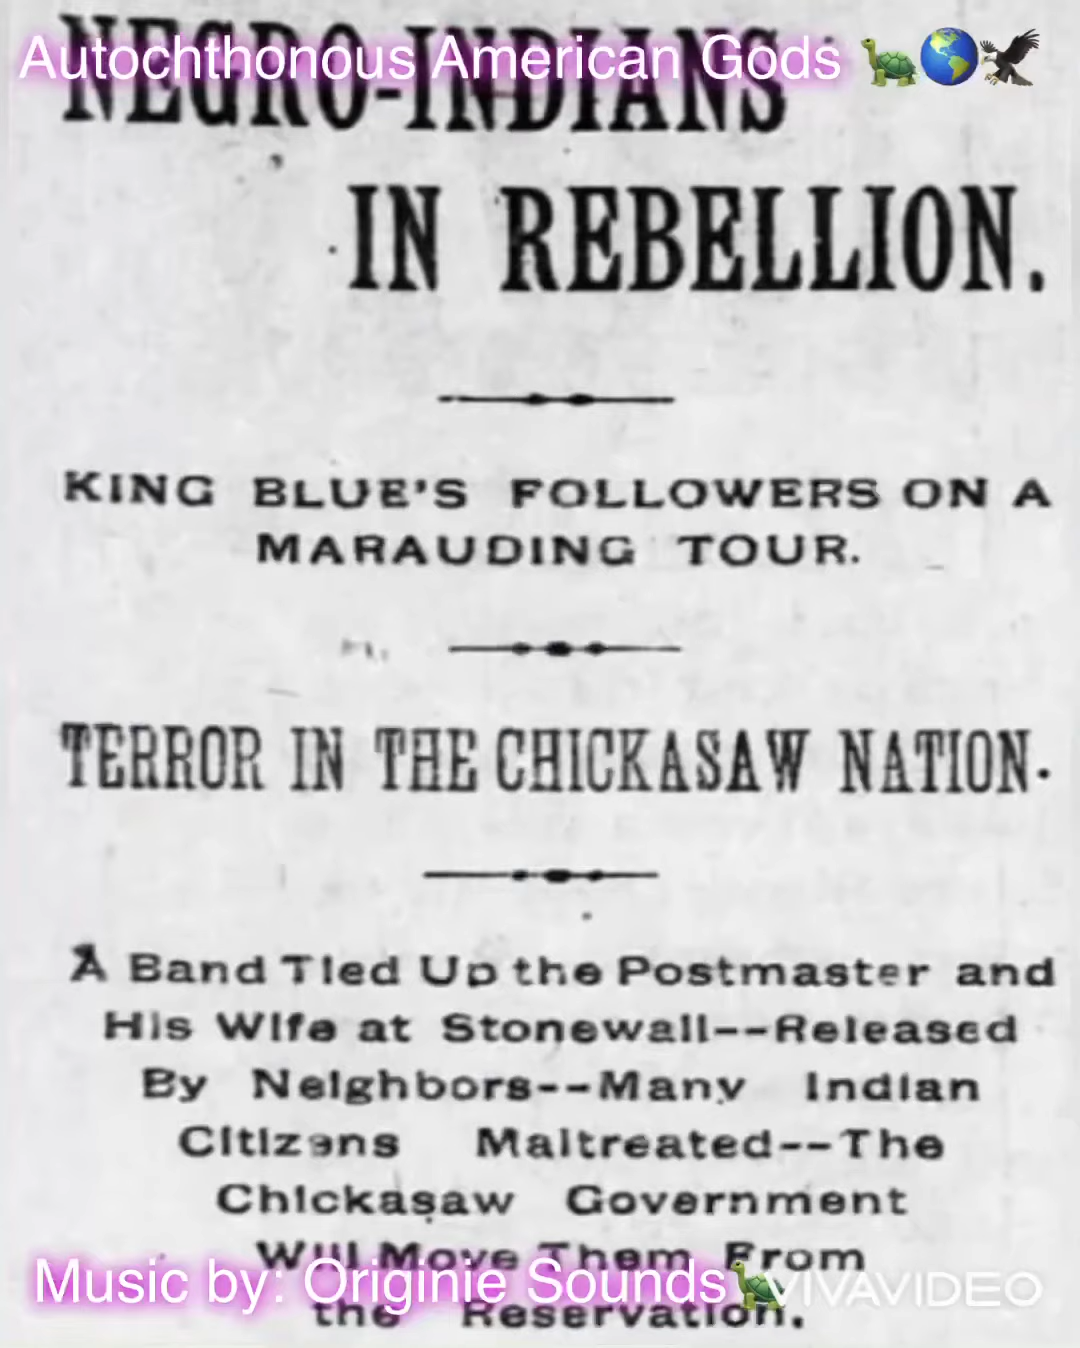 Autochthonous American Gods 🐢🌎🦅
NEGRO-INDIANS
IN REBELLION.
KING BLUE'S FOLLOWERS ON A
MARAUDING TOUR.
TERROR IN THE CHICKASAW NATION.
A Band Tied Up the Postmaster and
His Wife at Stonewall--Released
By Neighbors--Many Indian
Citizens Maltreated--The
Chickasaw Government
Will Move Them From
Music by: Originie Sounds🐢
VIVAVIDEO
the Reservation.